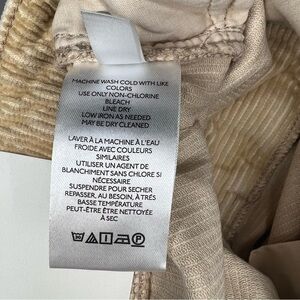 MACHINE WASH COLD WITH LIKE
COLORS
USE ONLY NON-CHLORINE
BLEACH
LINE DRY
LOW IRON AS NEEDED
MAY BE DRY CLEANED
LAVER À LA MACHINE À L'EAU
FROIDE AVEC COULEURS
SIMILAIRES
UTILISER UN AGENT DE
BLANCHIMENT SANS CHLORE SI
NÉCESSAIRE
SUSPENDRE POUR SÉCHER
REPASSER, AU BESOIN, À TRÈS
BASSE TEMPÉRATURE
PEUT-ÊTRE ÊTRE NETTOYÉE
À SEC